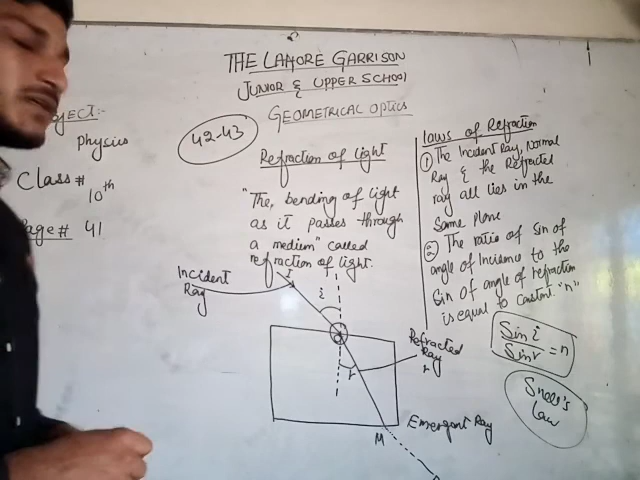 THE LAHORE GARRISON
JUNIOR & UPPER SCHOOL
GEOMETRICAL OPTICS
JECT:-
Physics
Class# 10th
age# 41
42-43
Refraction of light
"The, bending of light
as it passes through
a medium" called
refraction of light.
Incident
Ray
I
i
r
Refracted
Ray
Emergent Ray
M
laws of Refraction
1 The Incident Ray, Normal
Ray & the Refracted
ray all lies in the
Same plane
2 The ratio of Sin of
angle of Incidence to the
Sin of angle of refraction
is equal to constant. "n"
Sin i
Sin r = n
Snell's
Law